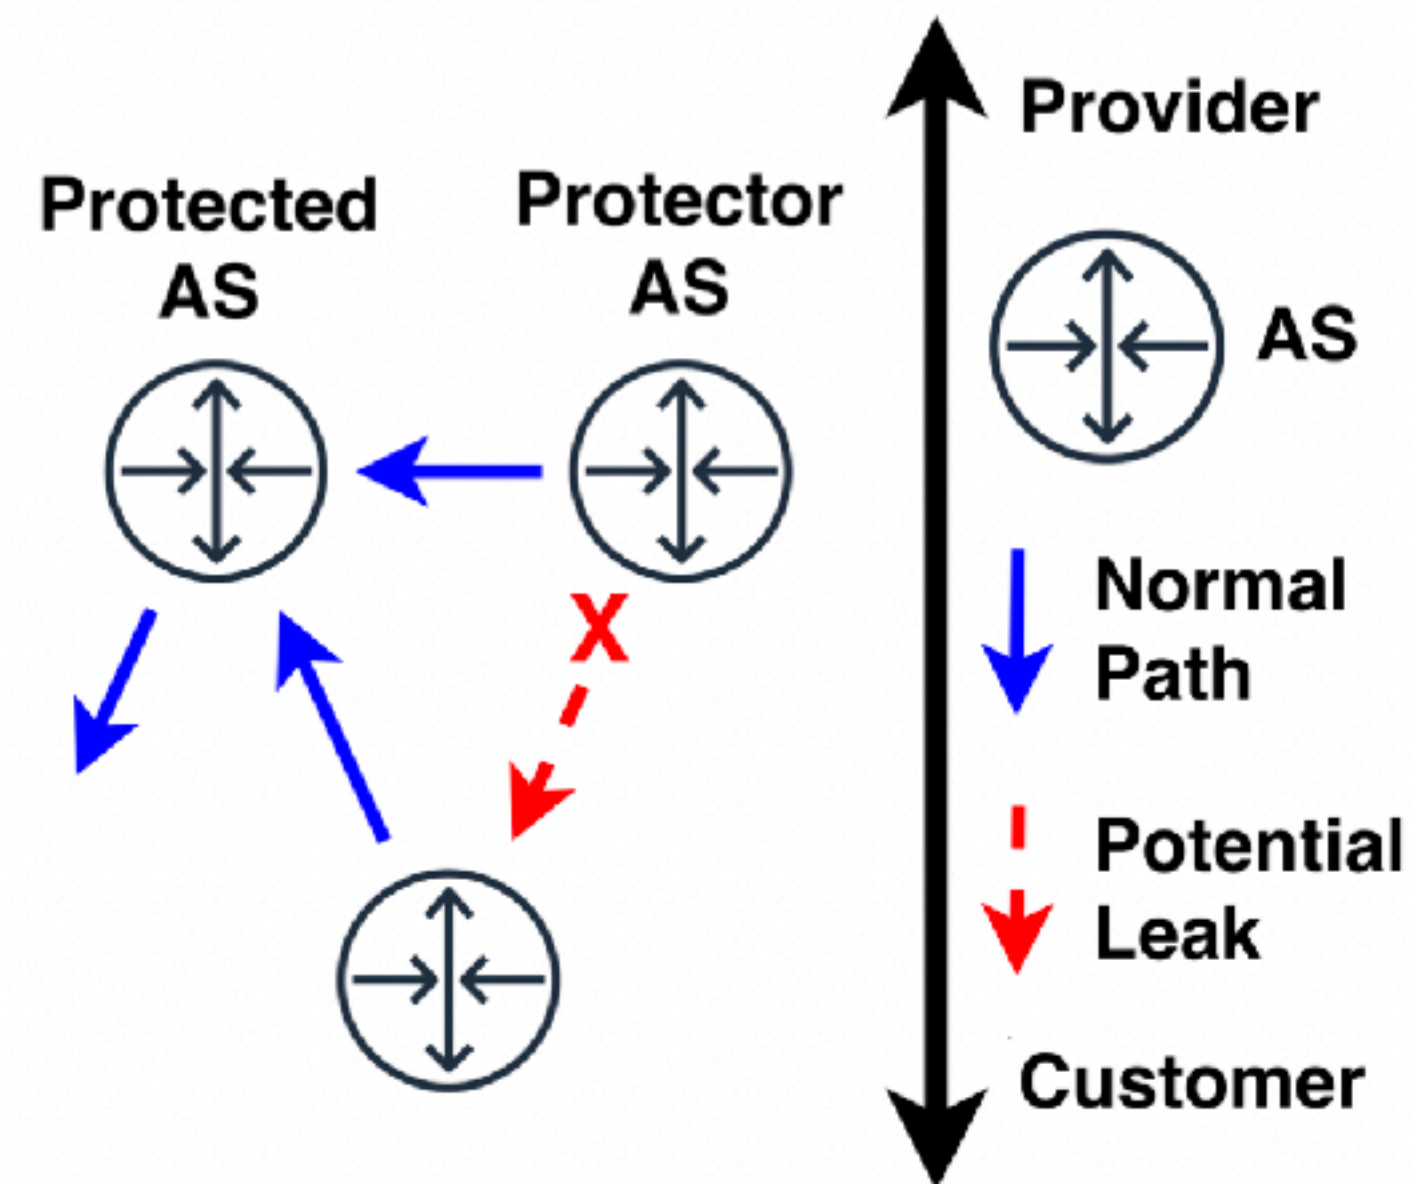 Protected
AS
Protector
AS
X
Provider
AS
Normal
Path
Potential
Leak
Customer